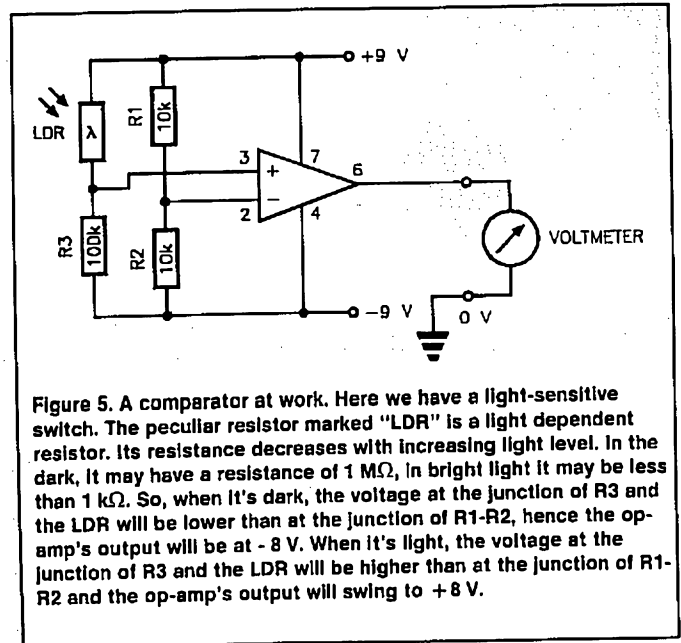 +9 V
LDR
λ
R1
10k
3
+
7
6
−
2
4
R3
100k
R2
10k
VOLTMETER
−9 V
0 V
Figure 5. A comparator at work. Here we have a light-sensitive
switch. The peculiar resistor marked "LDR" is a light dependent
resistor. Its resistance decreases with increasing light level. In the
dark, it may have a resistance of 1 MΩ, in bright light it may be less
than 1 kΩ. So, when it's dark, the voltage at the junction of R3 and
the LDR will be lower than at the junction of R1-R2, hence the op-
amp's output will be at - 8 V. When it's light, the voltage at the
junction of R3 and the LDR will be higher than at the junction of R1-
R2 and the op-amp's output will swing to +8 V.